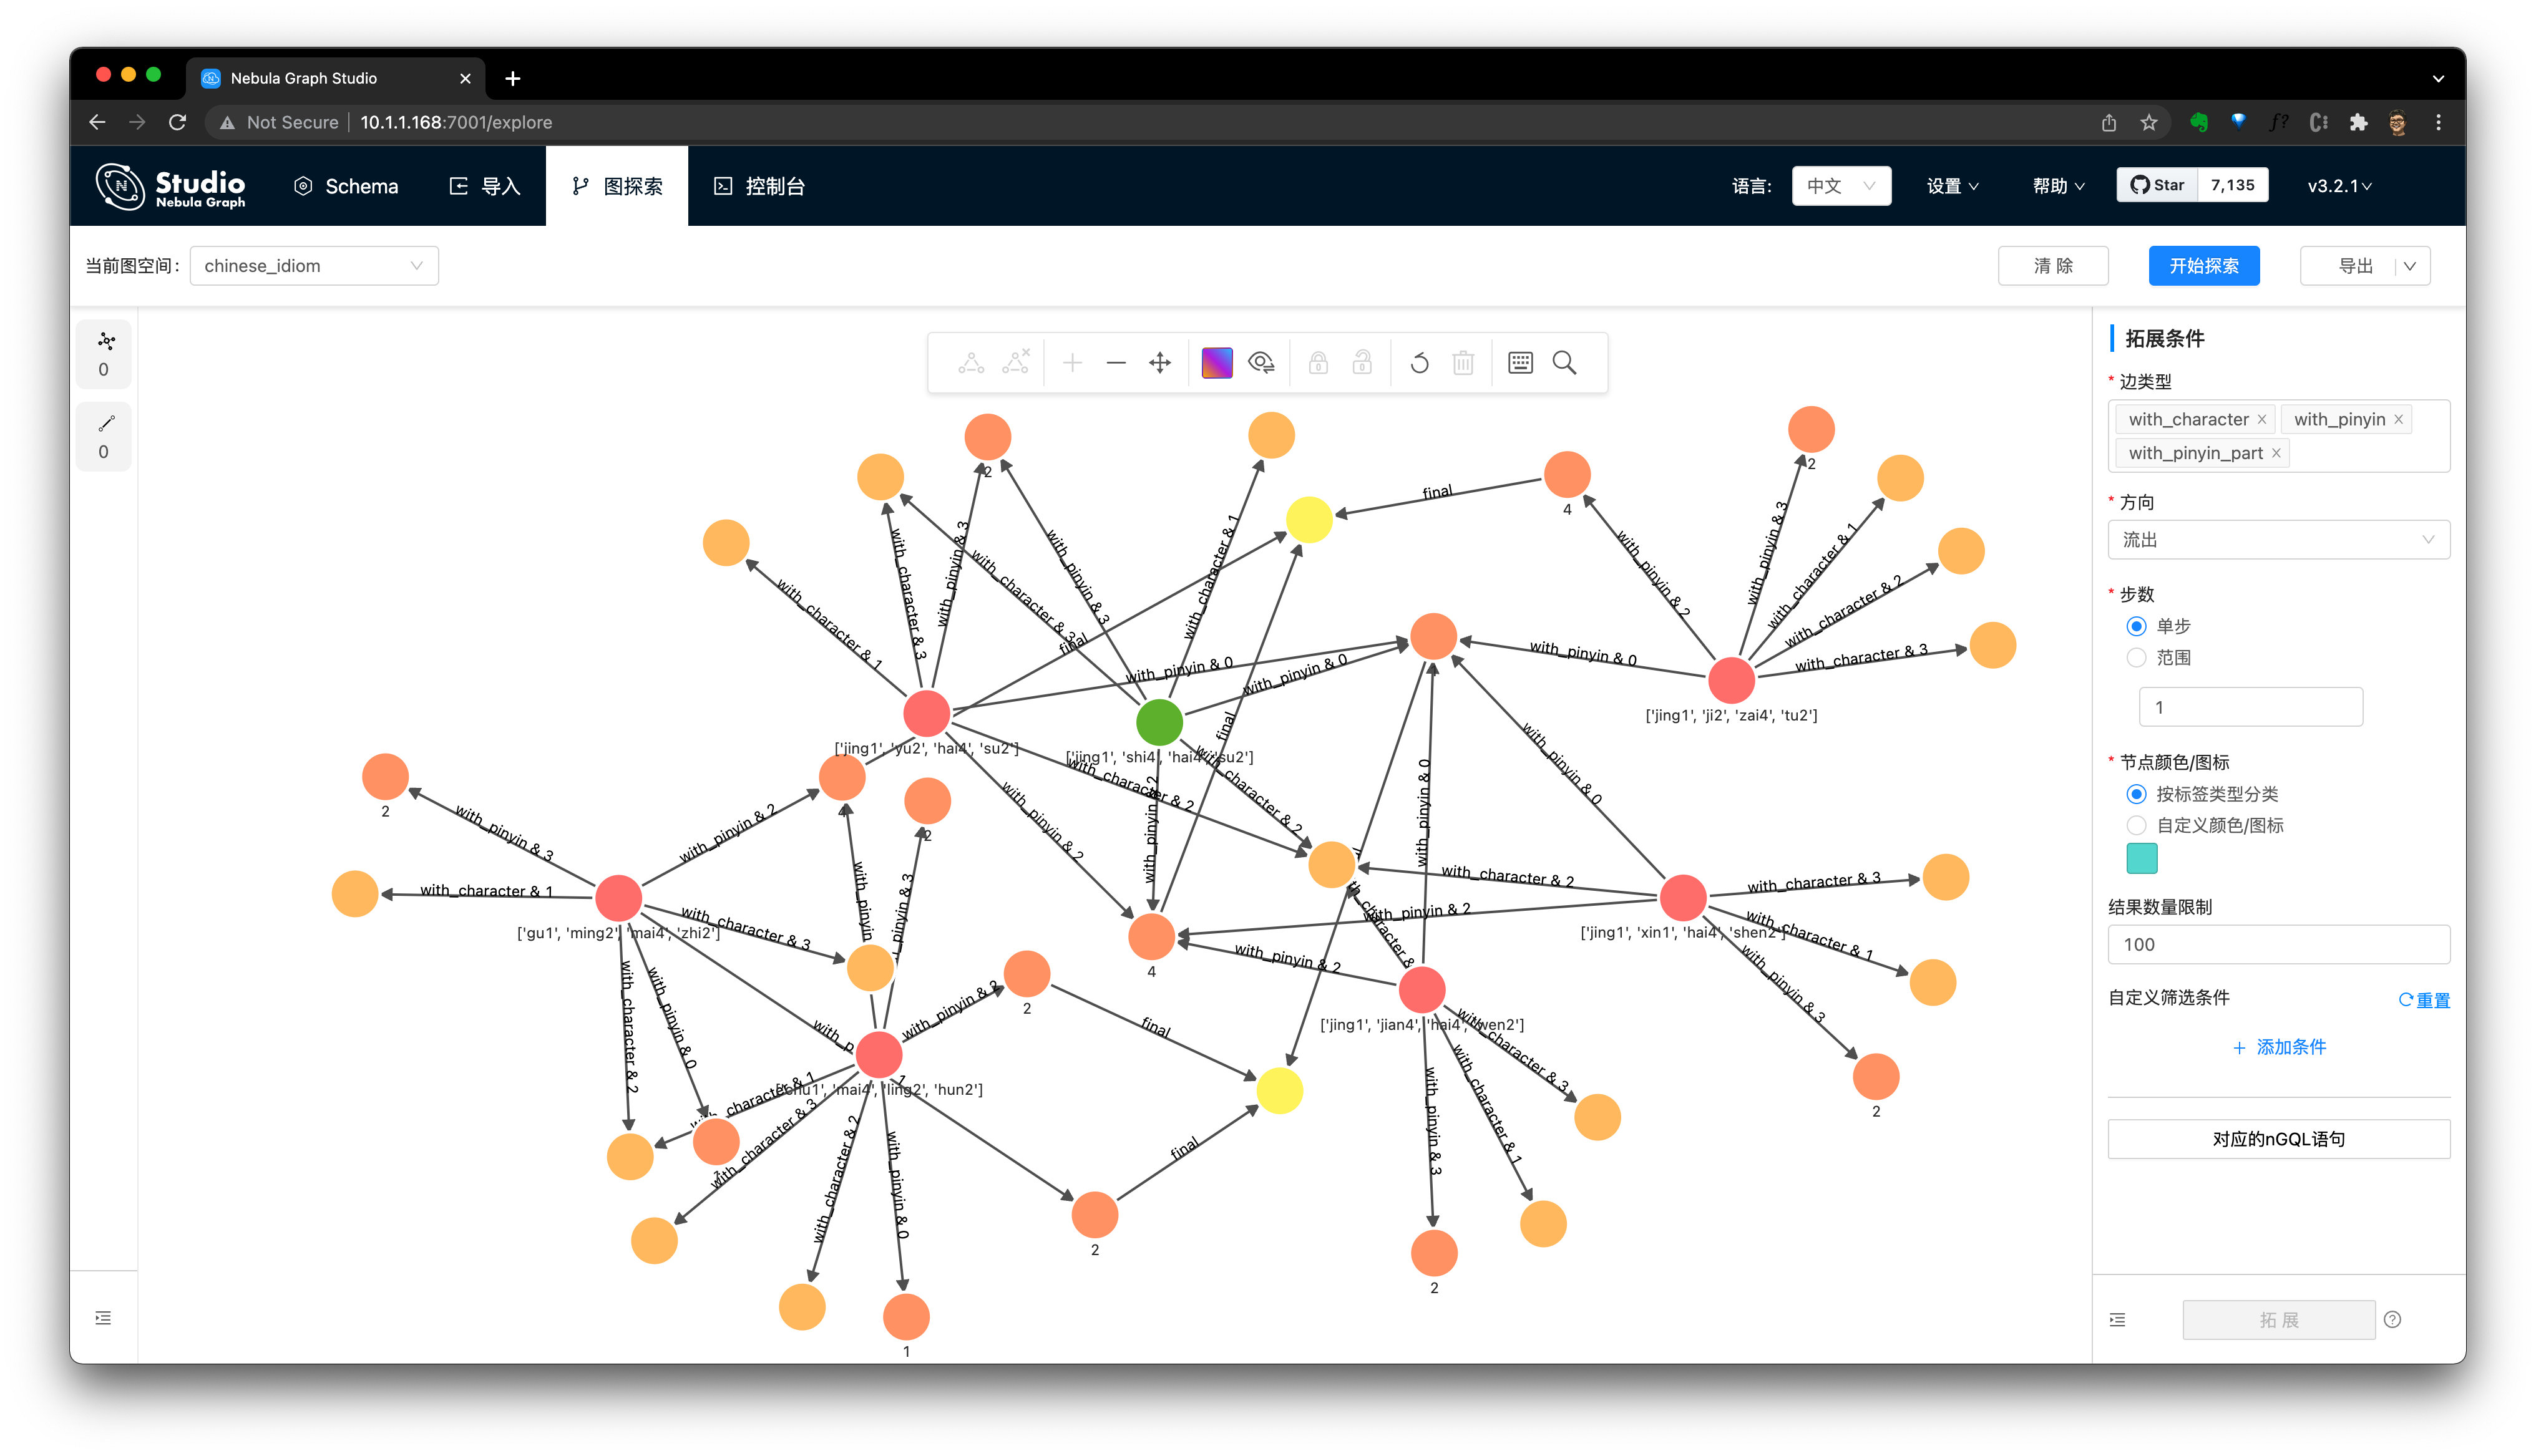 Nebula Graph Studio
Not Secure
10.1.1.168:7001/explore
Studio
Nebula Graph
Schema
导入
图探索
控制台
语言:
中文
设置
帮助
Star
7,135
v3.2.1
当前图空间:
chinese_idiom
清 除
开始探索
导出
0
0
拓展条件
* 边类型
with_character
with_pinyin
with_pinyin_part
* 方向
流出
* 步数
单步
范围
1
* 节点颜色/图标
按标签类型分类
自定义颜色/图标
结果数量限制
100
自定义筛选条件
重置
添加条件
对应的nGQL语句
拓 展
2
4
2
final
with_pinyin & 3
with_character & 3
with_character & 3
with_pinyin & 3
with_character & 1
with_character & 1
final
with_pinyin & 2
with_pinyin & 3
with_character & 1
with_character & 2
with_character & 3
with_pinyin & 0
with_pinyin & 0
with_pinyin & 0
['jing1', 'ji2', 'zai4', 'tu2']
['jing1', 'yu2', 'hai4', 'su2']
['jing1', 'shi4', 'hai4', 'su2']
final
with_character & 2
with_character & 2
with_pinyin & 2
with_pinyin & 2
with_pinyin & 0
with_pinyin & 0
2
4
2
with_pinyin & 3
with_pinyin & 2
with_character & 1
with_character & 3
with_pinyin
_pinyin & 3
['gu1', 'ming2', 'mai4', 'zhi2']
with_character & 2
with_pinyin & 0
with_p
with_pinyin & 2
2
4
with_character & 2
with_pinyin & 2
with_pinyin & 2
th_character &
with_character & 3
with_character & 1
with_pinyin & 3
['jing1', 'xin1', 'hai4', 'shen2']
['jing1', 'jian4', 'hai4', 'wen2']
with_character & 3
with_character & 1
with_pinyin & 3
final
chu1', 'mai4', 'ling2', 'hun2']
_character & 1
with_character & 3
with_character & 2
with_pinyin & 0
final
2
2
2
1